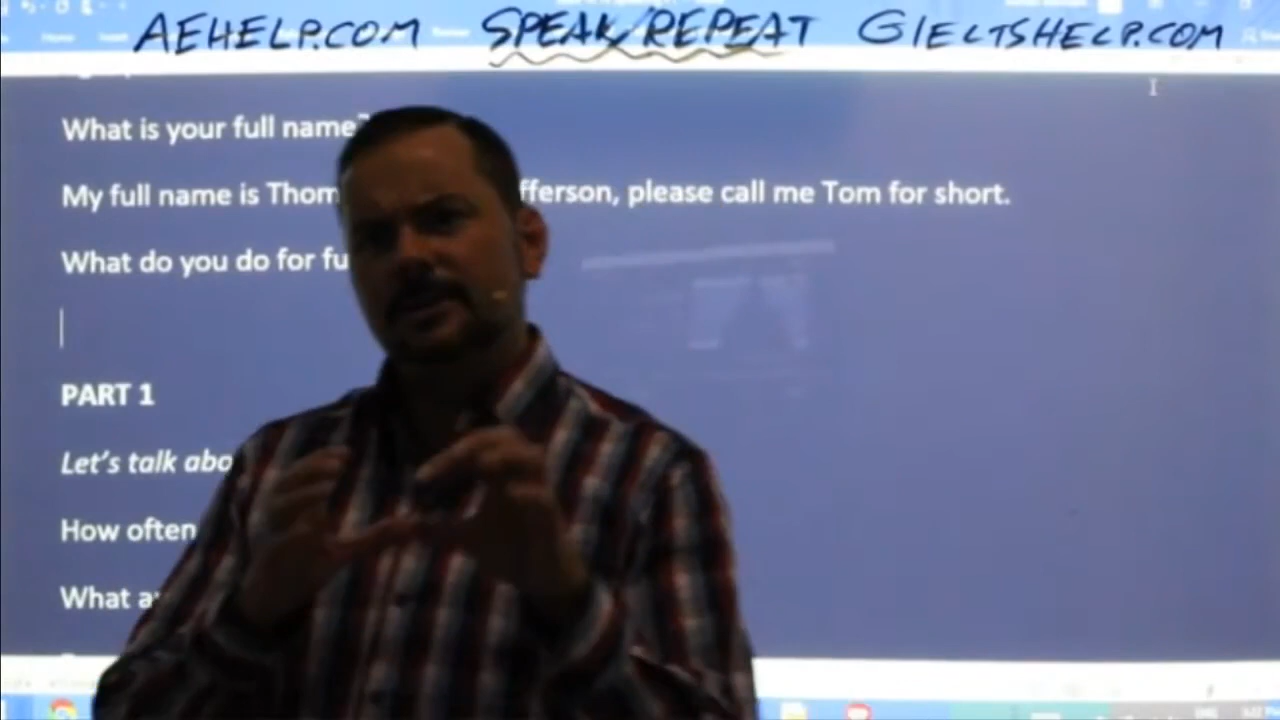 AEHELP.COM SPEAK/REPEAT GIELTSHELP.COM
What is your full name?
My full name is Thom fferson, please call me Tom for short.
What do you do for fu
PART 1
Let's talk abo
How often
What a